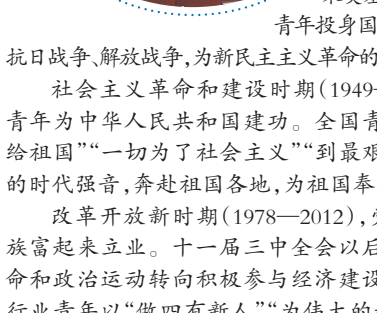 青年投身国
抗日战争、解放战争,为新民主主义革命的
社会主义革命和建设时期(1949-
青年为中华人民共和国建功。全国青
给祖国”“一切为了社会主义”“到最艰
的时代强音,奔赴祖国各地,为祖国奉
改革开放新时期(1978—2012),
族富起来立业。十一届三中全会以后
命和政治运动转向积极参与经济建设
行业青年以“做四有新人”“为伟大的